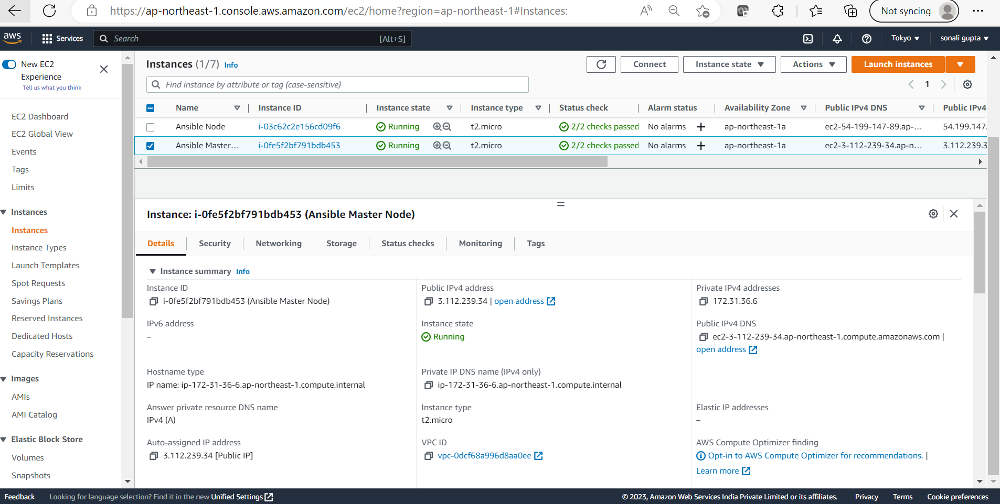 https://ap-northeast-1.console.aws.amazon.com/ec2/home?region=ap-northeast-1#Instances:
Not syncing
aws
Services
Search
[Alt+S]
Tokyo
sonali gupta
New EC2
Experience
Tell us what you think
EC2 Dashboard
EC2 Global View
Events
Tags
Limits
Instances
Instances
Instance Types
Launch Templates
Spot Requests
Savings Plans
Reserved Instances
Dedicated Hosts
Capacity Reservations
Images
AMIs
AMI Catalog
Elastic Block Store
Volumes
Snapshots
Instances (1/7) Info
Connect
Instance state
Actions
Launch instances
Find instance by attribute or tag (case-sensitive)
1
Name Instance ID Instance state Instance type Status check Alarm status Availability Zone Public IPv4 DNS Public IPv4
Ansible Node i-03c62c2e156cd09f6 Running t2.micro 2/2 checks passed No alarms ap-northeast-1a ec2-54-199-147-89.ap-... 54.199.147.
Ansible Master... i-0fe5f2bf791bdb453 Running t2.micro 2/2 checks passed No alarms ap-northeast-1a ec2-3-112-239-34.ap-n... 3.112.239.3
Instance: i-0fe5f2bf791bdb453 (Ansible Master Node)
Details Security Networking Storage Status checks Monitoring Tags
Instance summary Info
Instance ID
i-0fe5f2bf791bdb453 (Ansible Master Node)
Public IPv4 address
3.112.239.34 | open address
Private IPv4 addresses
172.31.36.6
IPv6 address
–
Instance state
Running
Public IPv4 DNS
ec2-3-112-239-34.ap-northeast-1.compute.amazonaws.com |
open address
Hostname type
IP name: ip-172-31-36-6.ap-northeast-1.compute.internal
Private IP DNS name (IPv4 only)
ip-172-31-36-6.ap-northeast-1.compute.internal
Answer private resource DNS name
IPv4 (A)
Instance type
t2.micro
Elastic IP addresses
–
Auto-assigned IP address
3.112.239.34 [Public IP]
VPC ID
vpc-0dcf68a996d8aa0ee
AWS Compute Optimizer finding
Opt-in to AWS Compute Optimizer for recommendations. |
Learn more
Feedback
Looking for language selection? Find it in the new Unified Settings
© 2023, Amazon Web Services India Private Limited or its affiliates.
Privacy
Terms
Cookie preferences